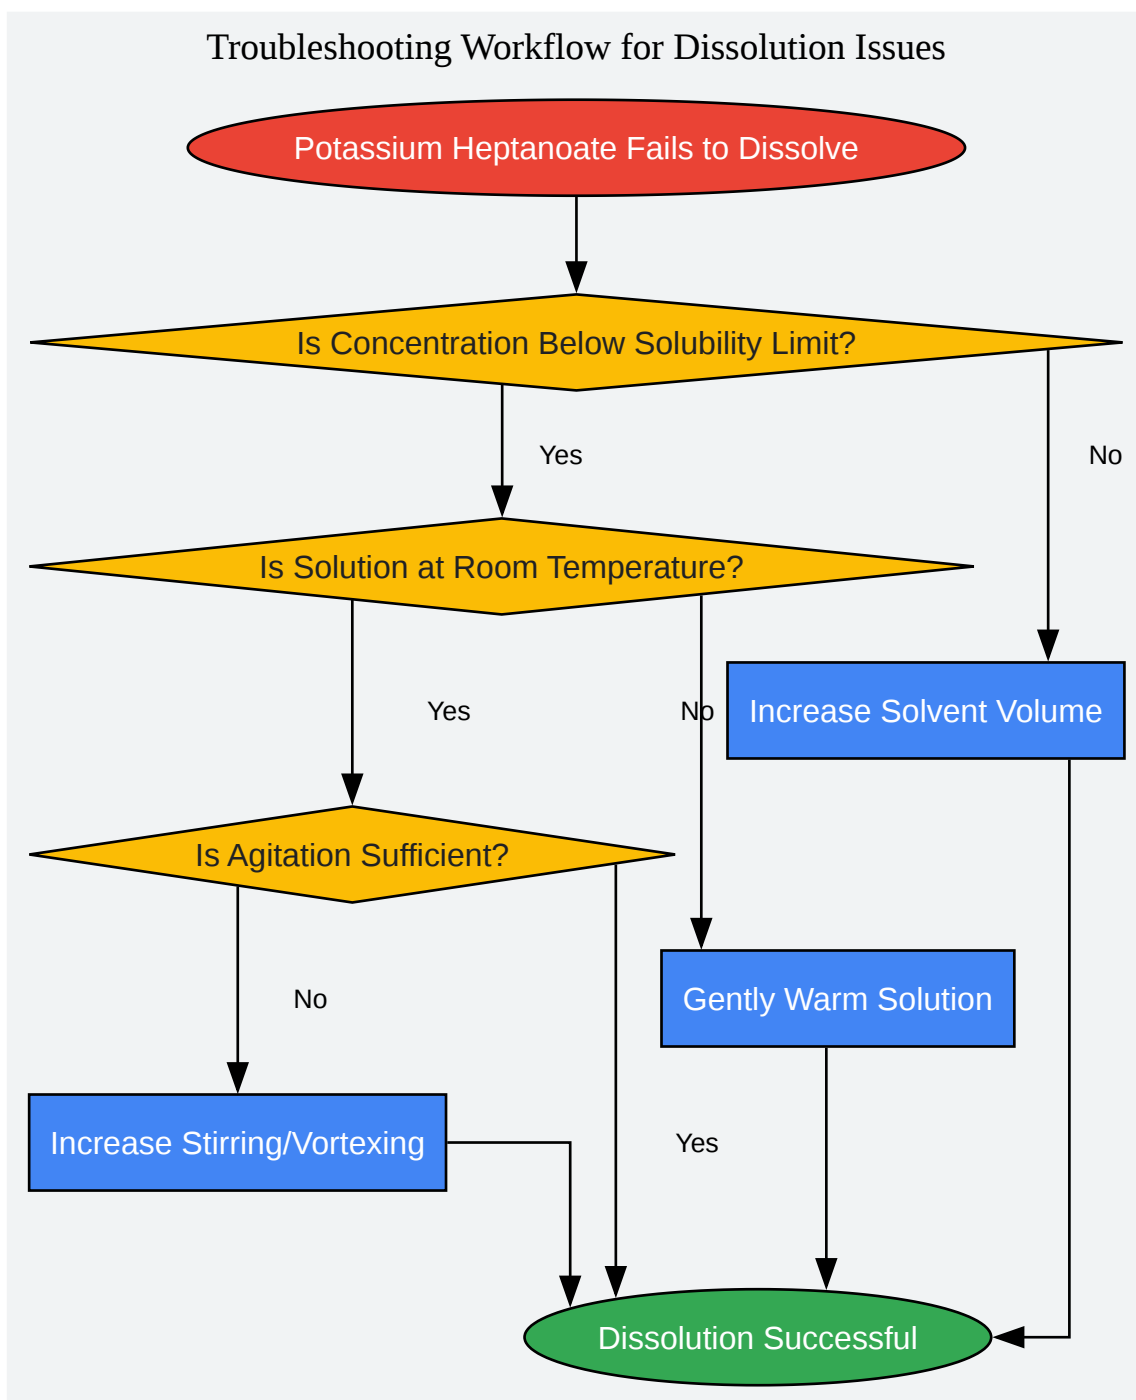 Troubleshooting Workflow for Dissolution Issues
Potassium Heptanoate Fails to Dissolve
Is Concentration Below Solubility Limit?
Yes
No
Is Solution at Room Temperature?
Yes
No
Increase Solvent Volume
Is Agitation Sufficient?
No
Gently Warm Solution
Increase Stirring/Vortexing
Yes
Dissolution Successful